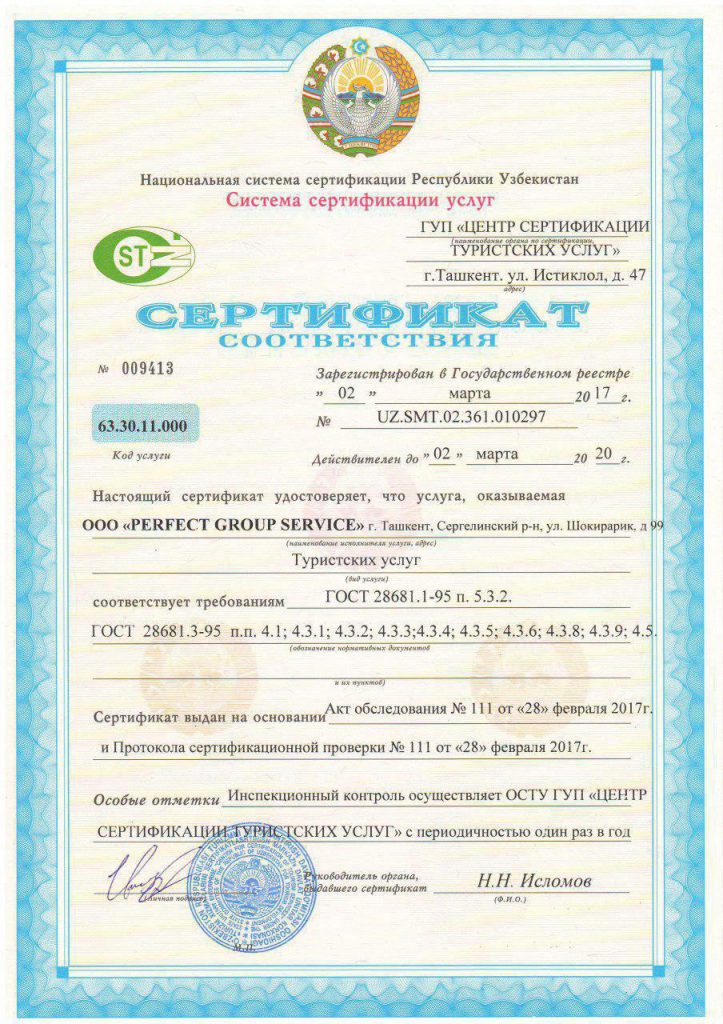 Национальная система сертификации Республики Узбекистан
Система сертификации услуг
ГУП «ЦЕНТР СЕРТИФИКАЦИИ
(наименование органа по сертификации,
ТУРИСТСКИХ УСЛУГ»
г.Ташкент. ул. Истиклол, д. 47
адрес)
ST
СЕРТИФИКАТ
СООТВЕТСТВИЯ
№ 009413
Зарегистрирован в Государственном реестре
" 02 " марта 20 17 г.
63.30.11.000
№ UZ.SMT.02.361.010297
Код услуги
Действителен до " 02 " марта 20 20 г.
Настоящий сертификат удостоверяет, что услуга, оказываемая
ООО «PERFECT GROUP SERVICE» г. Ташкент, Сергелинский р-н, ул. Шокирарик, д 99
(наименование исполнителя услуги, адрес)
Туристских услуг
(вид услуги)
соответствует требованиям ГОСТ 28681.1-95 п. 5.3.2.
ГОСТ 28681.3-95 п.п. 4.1; 4.3.1; 4.3.2; 4.3.3;4.3.4; 4.3.5; 4.3.6; 4.3.8; 4.3.9; 4.5.
(обозначение нормативных документов
и их пунктов)
Сертификат выдан на основании Акт обследования № 111 от «28» февраля 2017г.
и Протокола сертификационной проверки № 111 от «28» февраля 2017г.
Особые отметки Инспекционный контроль осуществляет ОСТУ ГУП «ЦЕНТР
СЕРТИФИКАЦИИ ТУРИСТСКИХ УСЛУГ» с периодичностью один раз в год
Руководитель органа,
выдавшего сертификат Н.Н. Исломов
(личная подпись) (Ф.И.О.)
М.П.